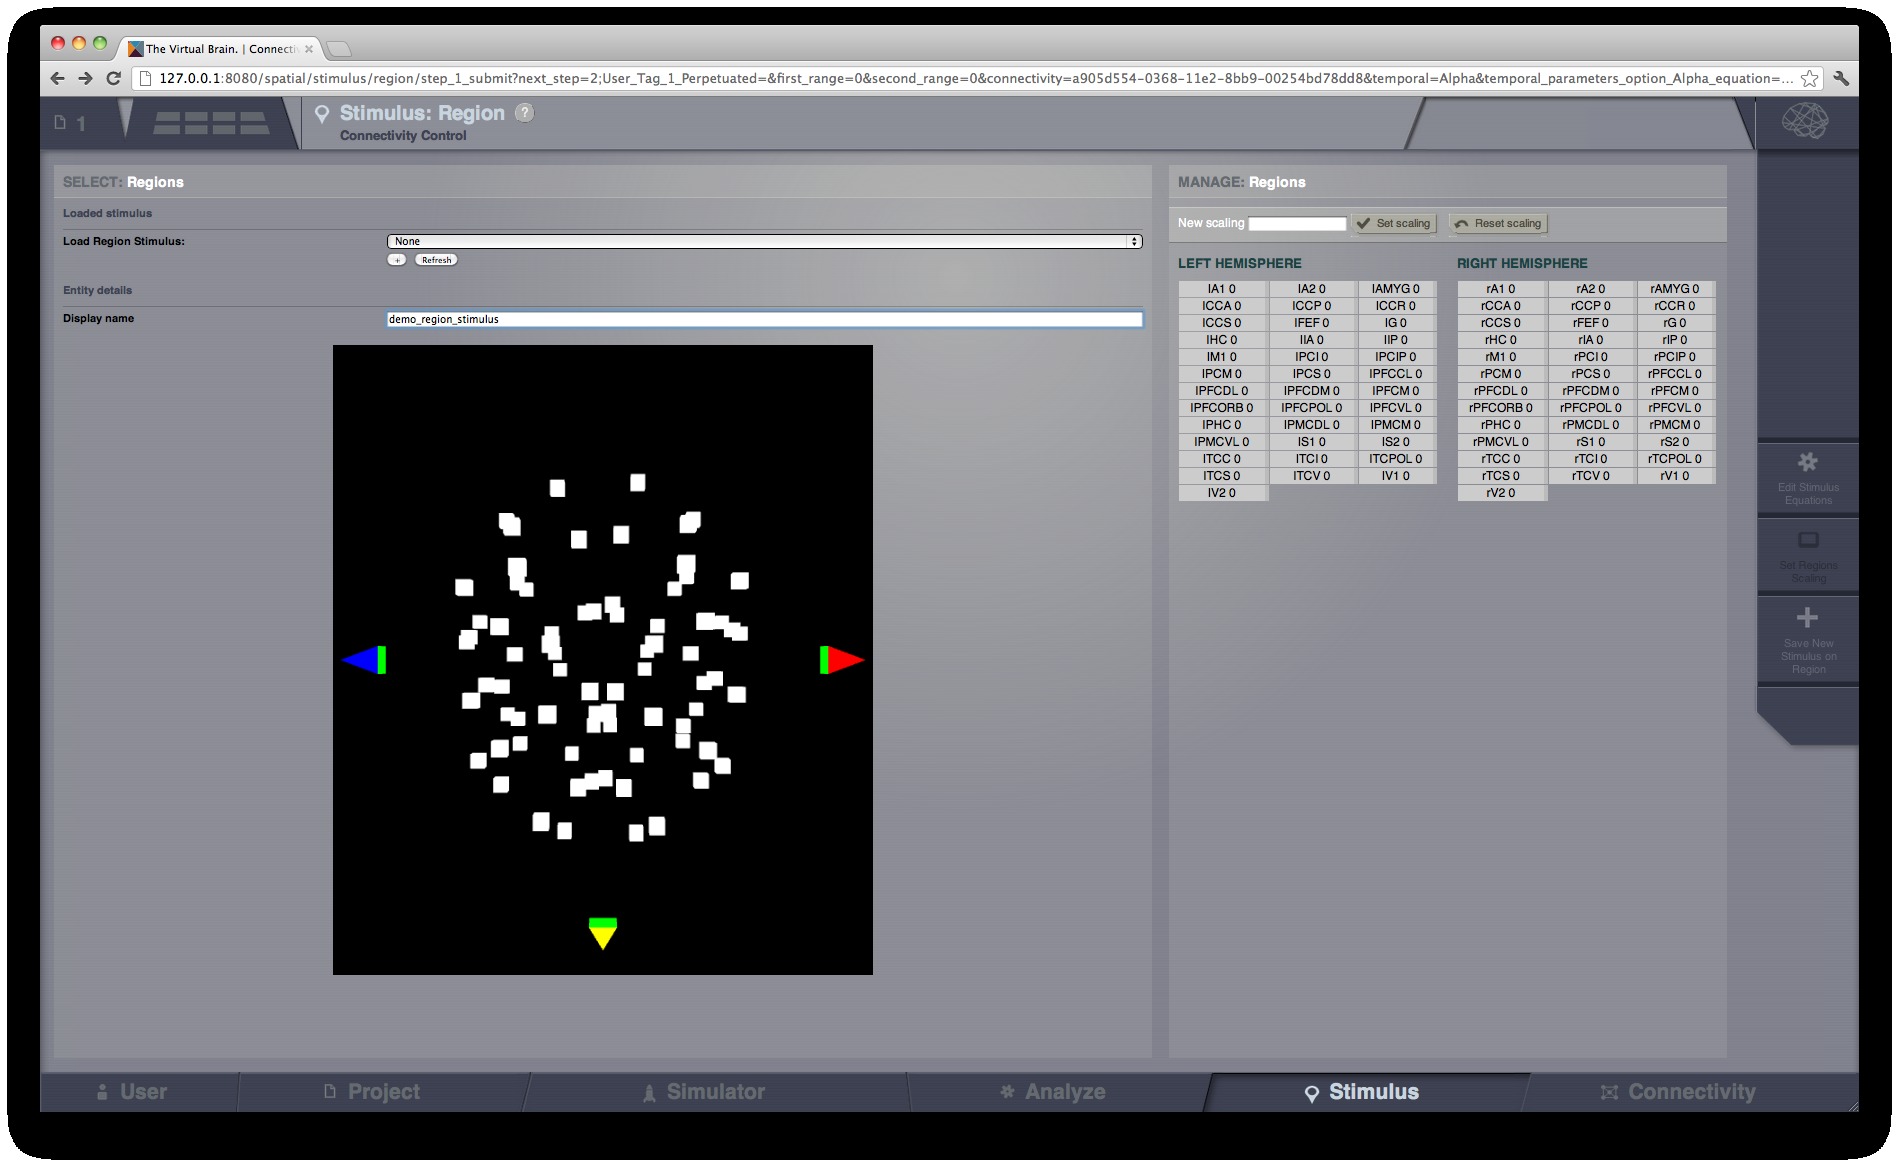 The Virtual Brain. | Connectiv
127.0.0.1:8080/spatial/stimulus/region/step_1_submit?next_step=2;User_Tag_1_Perpetuated=&first_range=0&second_range=0&connectivity=a905d554-0368-11e2-8bb9-00254bd78dd8&temporal=Alpha&temporal_parameters_option_Alpha_equation=...
1
Stimulus: Region ?
Connectivity Control
SELECT: Regions
Loaded stimulus
Load Region Stimulus: None
+ Refresh
Entity details
Display name demo_region_stimulus
MANAGE: Regions
New scaling Set scaling Reset scaling
LEFT HEMISPHERE RIGHT HEMISPHERE
lA1 0 lA2 0 lAMYG 0 rA1 0 rA2 0 rAMYG 0
lCCA 0 lCCP 0 lCCR 0 rCCA 0 rCCP 0 rCCR 0
lCCS 0 lFEF 0 lG 0 rCCS 0 rFEF 0 rG 0
lHC 0 lIA 0 lIP 0 rHC 0 rIA 0 rIP 0
lM1 0 lPCI 0 lPCIP 0 rM1 0 rPCI 0 rPCIP 0
lPCM 0 lPCS 0 lPFCCL 0 rPCM 0 rPCS 0 rPFCCL 0
lPFCDL 0 lPFCDM 0 lPFCM 0 rPFCDL 0 rPFCDM 0 rPFCM 0
lPFCORB 0 lPFCPOL 0 lPFCVL 0 rPFCORB 0 rPFCPOL 0 rPFCVL 0
lPHC 0 lPMCDL 0 lPMCM 0 rPHC 0 rPMCDL 0 rPMCM 0
lPMCVL 0 lS1 0 lS2 0 rPMCVL 0 rS1 0 rS2 0
lTCC 0 lTCI 0 lTCPOL 0 rTCC 0 rTCI 0 rTCPOL 0
lTCS 0 lTCV 0 lV1 0 rTCS 0 rTCV 0 rV1 0
lV2 0 rV2 0
Edit Stimulus
Equations
Set Regions
Scaling
Save New
Stimulus on
Region
User Project Simulator Analyze Stimulus Connectivity